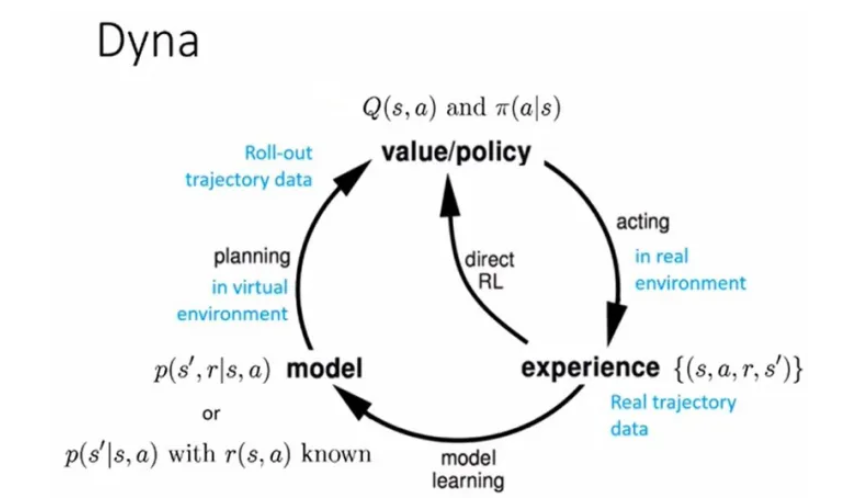 Dyna
Q(s, a) and π(a|s)
value/policy
Roll-out
trajectory data
acting
in real
environment
planning
in virtual
environment
direct
RL
p(s′, r|s, a) model
experience {(s, a, r, s′)}
or
Real trajectory
data
p(s′|s, a) with r(s, a) known
model
learning